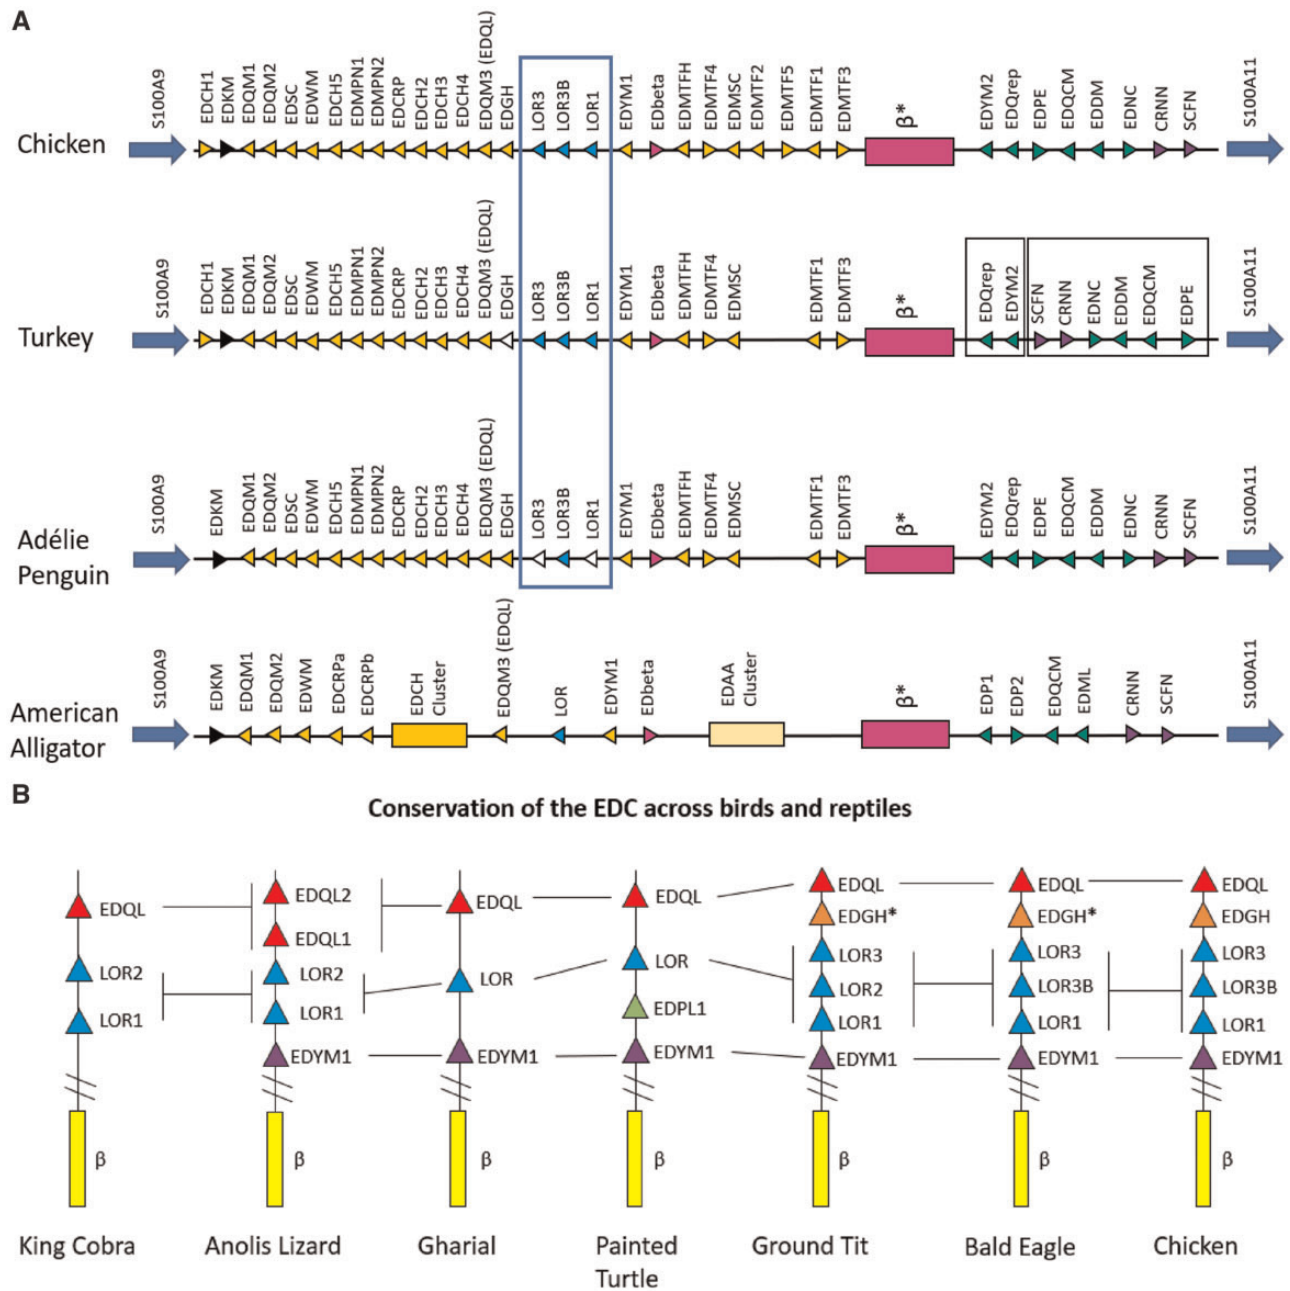 A
S100A9 EDCH1 EDKM EDQM1 EDQM2 EDSC EDWM EDCH5 EDMPN1 EDMPN2 EDCRP EDCH2 EDCH3 EDCH4 EDQM3 (EDQL) EDGH LOR3 LOR3B LOR1 EDYM1 EDbeta EDMTFH EDMTF4 EDMSC EDMTF2 EDMTF5 EDMTF1 EDMTF3 β* EDYM2 EDQrep EDPE EDQCM EDDM EDNC CRNN SCFN S100A11
Chicken
S100A9 EDCH1 EDKM EDQM1 EDQM2 EDSC EDWM EDCH5 EDMPN1 EDMPN2 EDCRP EDCH2 EDCH3 EDCH4 EDQM3 (EDQL) EDGH LOR3 LOR3B LOR1 EDYM1 EDbeta EDMTFH EDMTF4 EDMSC EDMTF1 EDMTF3 β* EDQrep EDYM2 SCFN CRNN EDNC EDDM EDQCM EDPE S100A11
Turkey
S100A9 EDKM EDQM1 EDQM2 EDSC EDWM EDCH5 EDMPN1 EDMPN2 EDCRP EDCH2 EDCH3 EDCH4 EDQM3 (EDQL) EDGH LOR3 LOR3B LOR1 EDYM1 EDbeta EDMTFH EDMTF4 EDMSC EDMTF1 EDMTF3 β* EDYM2 EDQrep EDPE EDQCM EDDM EDNC CRNN SCFN S100A11
Adélie
Penguin
S100A9 EDKM EDQM1 EDQM2 EDWM EDCRPa EDCRPb EDCH Cluster EDQM3 (EDQL) LOR EDYM1 EDbeta EDAA Cluster β* EDP1 EDP2 EDQCM EDML CRNN SCFN S100A11
American
Alligator
B
Conservation of the EDC across birds and reptiles
EDQL
LOR2
LOR1
β
King Cobra
EDQL2
EDQL1
LOR2
LOR1
EDYM1
β
Anolis Lizard
EDQL
LOR
EDYM1
β
Gharial
EDQL
LOR
EDPL1
EDYM1
β
Painted
Turtle
EDQL
EDGH*
LOR3
LOR2
LOR1
EDYM1
β
Ground Tit
EDQL
EDGH*
LOR3
LOR3B
LOR1
EDYM1
β
Bald Eagle
EDQL
EDGH
LOR3
LOR3B
LOR1
EDYM1
β
Chicken